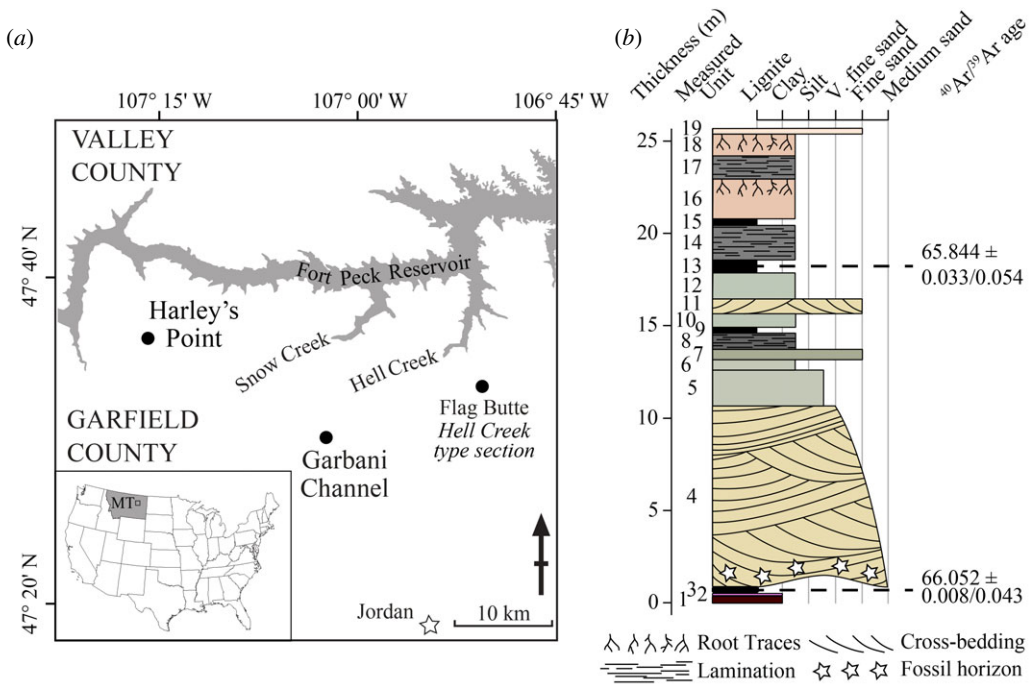 (a)
107° 15' W
107° 00' W
106° 45' W
VALLEY
COUNTY
47° 40' N
Fort Peck Reservoir
Harley's
Point
Snow Creek
Hell Creek
Flag Butte
Hell Creek
type section
GARFIELD
COUNTY
Garbani
Channel
MT
47° 20' N
Jordan
10 km
(b)
Thickness (m)
Measured
Unit
Lignite
Clay
Silt
V. fine sand
Fine sand
Medium sand
40Ar/39Ar age
25
20
15
10
5
0
19
18
17
16
15
14
13
12
11
10
9
8
7
6
5
4
3
2
1
65.844 ±
0.033/0.054
66.052 ±
0.008/0.043
Root Traces
Cross-bedding
Lamination
Fossil horizon